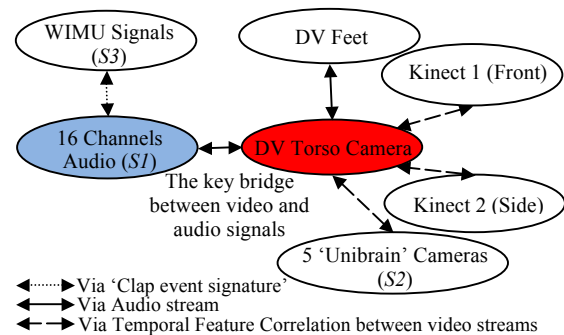 WIMU Signals
(S3)
DV Feet
Kinect 1 (Front)
16 Channels
Audio (S1)
DV Torso Camera
The key bridge
between video and
audio signals
Kinect 2 (Side)
5 ‘Unibrain’ Cameras
(S2)
Via ‘Clap event signature’
Via Audio stream
Via Temporal Feature Correlation between video streams